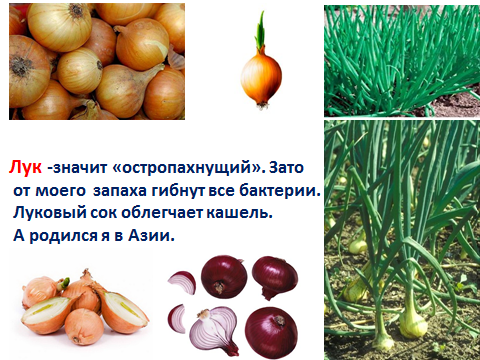 Лук -значит «остропахнущий». Зато
от моего запаха гибнут все бактерии.
Луковый сок облегчает кашель.
А родился я в Азии.